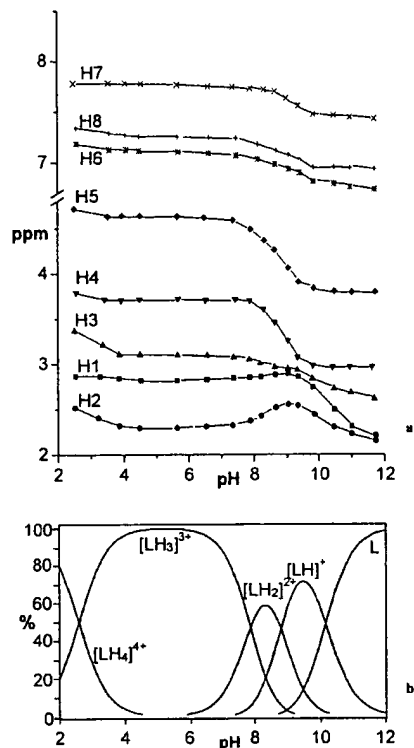 8
H7
H8
7
H6
H5
ppm
H4
4
H3
3
H1
H2
2
2 4 6 8 10 12
pH
a
100
[LH₃]³⁺
80
[LH₂]²⁺
[LH]⁺
L
60
%
40
[LH₄]⁴⁺
20
0
b
2 4 6 8 10 12
pH